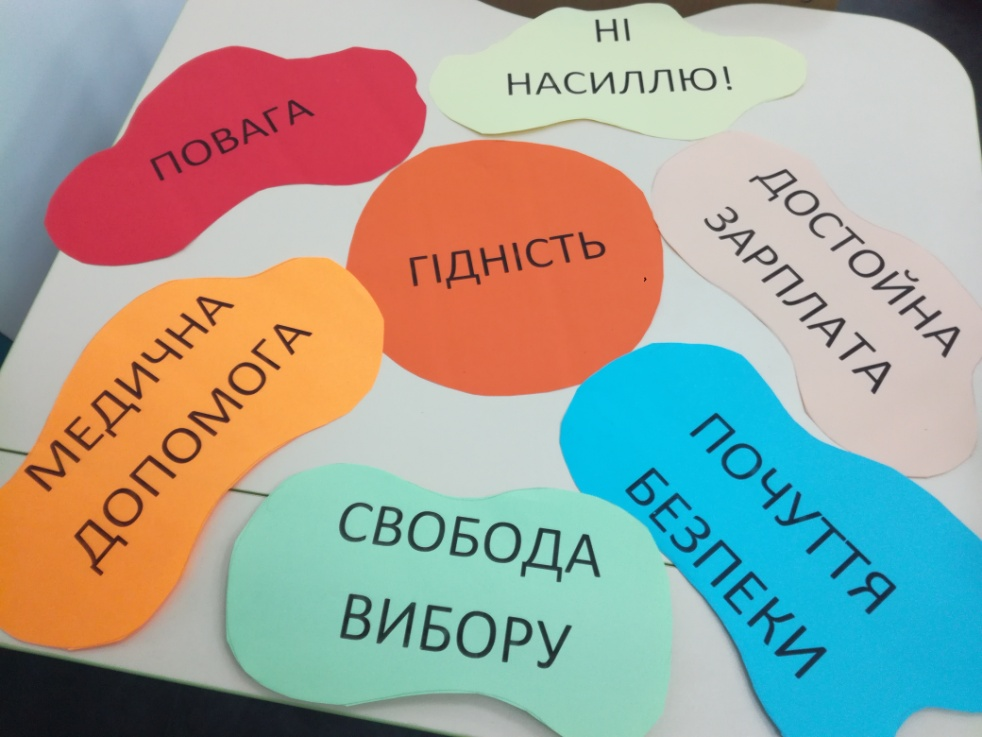 НІ
НАСИЛЛЮ!
ПОВАГА
ГІДНІСТЬ
ДОСТОЙНА
ЗАРПЛАТА
МЕДИЧНА
ДОПОМОГА
ПОЧУТТЯ
БЕЗПЕКИ
СВОБОДА
ВИБОРУ